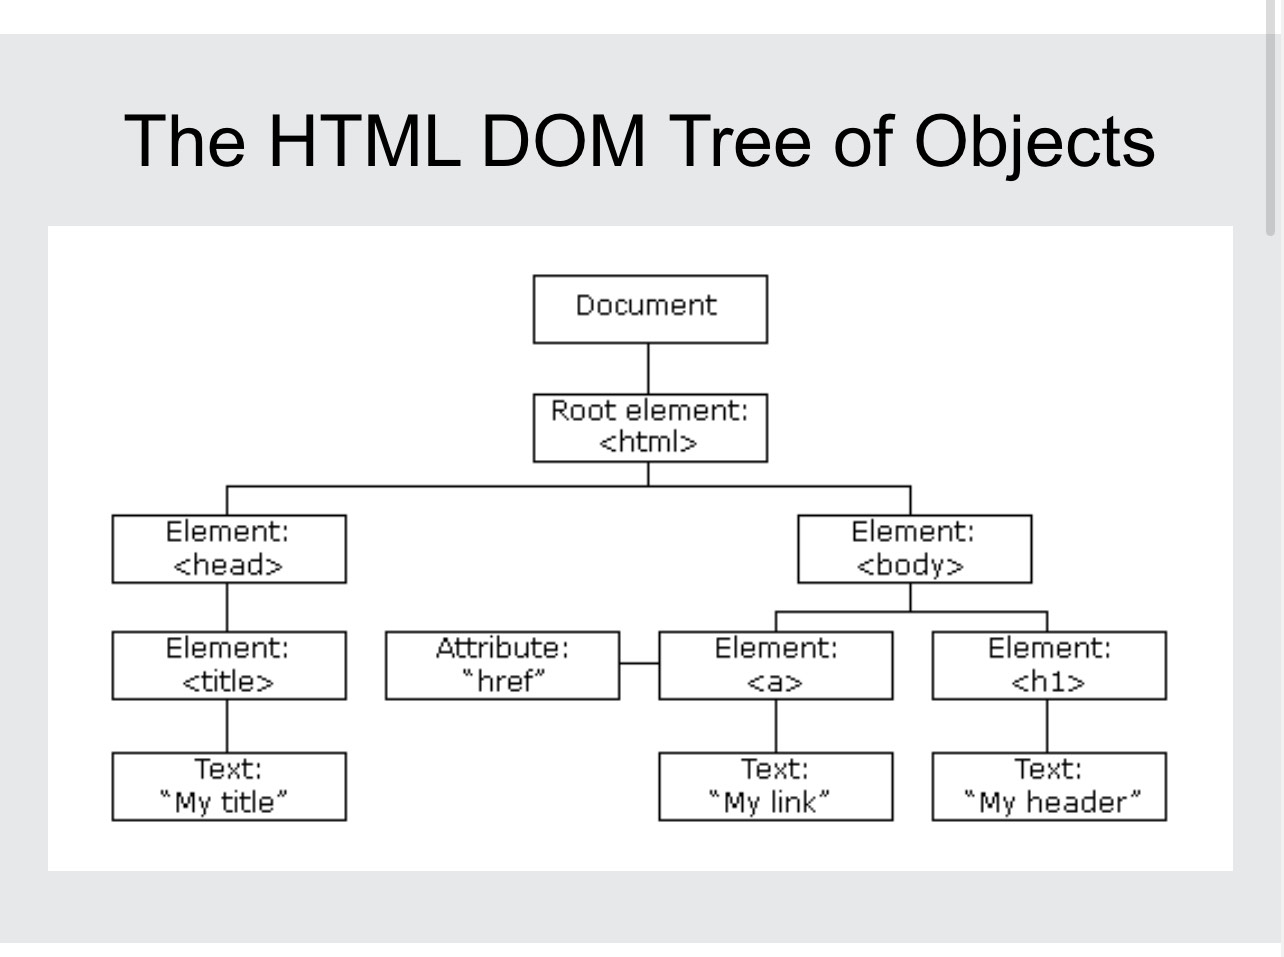 The HTML DOM Tree of Objects
Document
Root element:
<html>
Element:
<head>
Element:
<body>
Element:
<title>
Attribute:
“href”
Element:
<a>
Element:
<h1>
Text:
“My title”
Text:
“My link”
Text:
“My header”